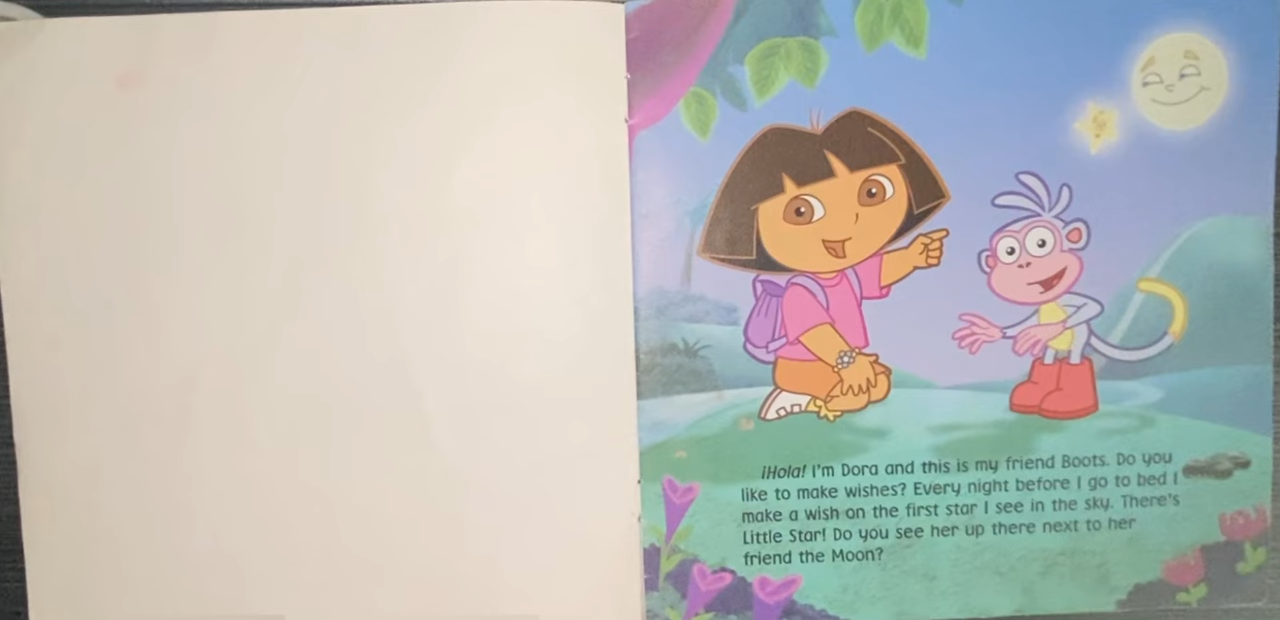 ¡Hola! I'm Dora and this is my friend Boots. Do you
like to make wishes? Every night before I go to bed I
make a wish on the first star I see in the sky. There's
Little Star! Do you see her up there next to her
friend the Moon?